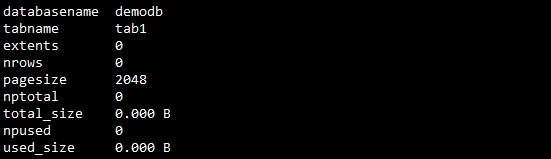 databasename demodb
tabname tab1
extents 0
nrows 0
pagesize 2048
nptotal 0
total_size 0.000 B
npused 0
used_size 0.000 B